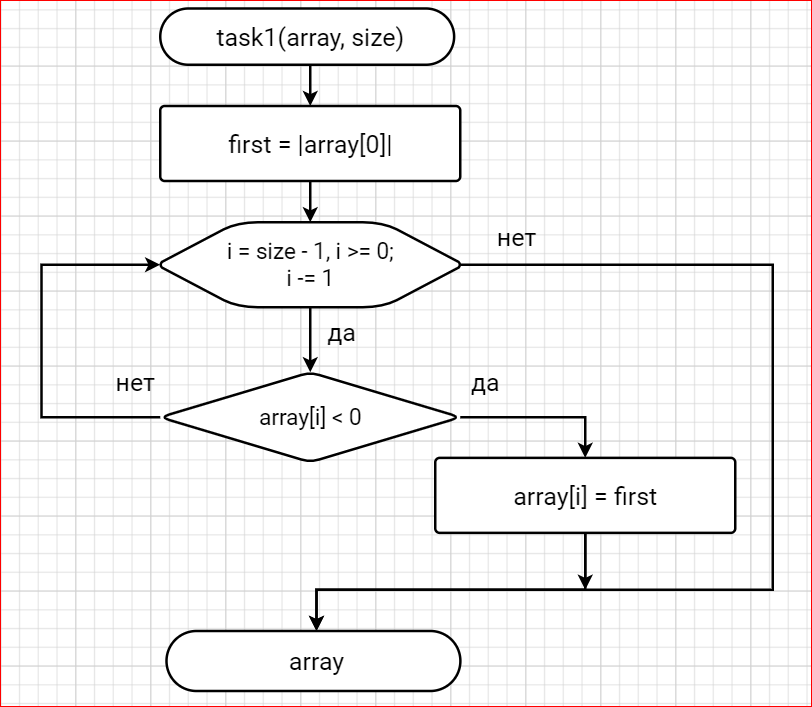 task1(array, size)
first = |array[0]|
i = size - 1, i >= 0;
i -= 1
нет
да
нет
array[i] < 0
да
array[i] = first
array